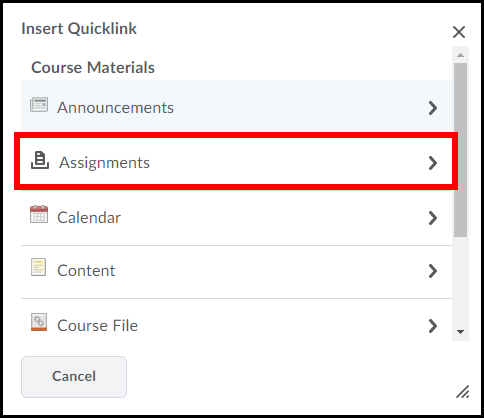 Insert Quicklink
Course Materials
Announcements
Assignments
Calendar
Content
Course File
Cancel